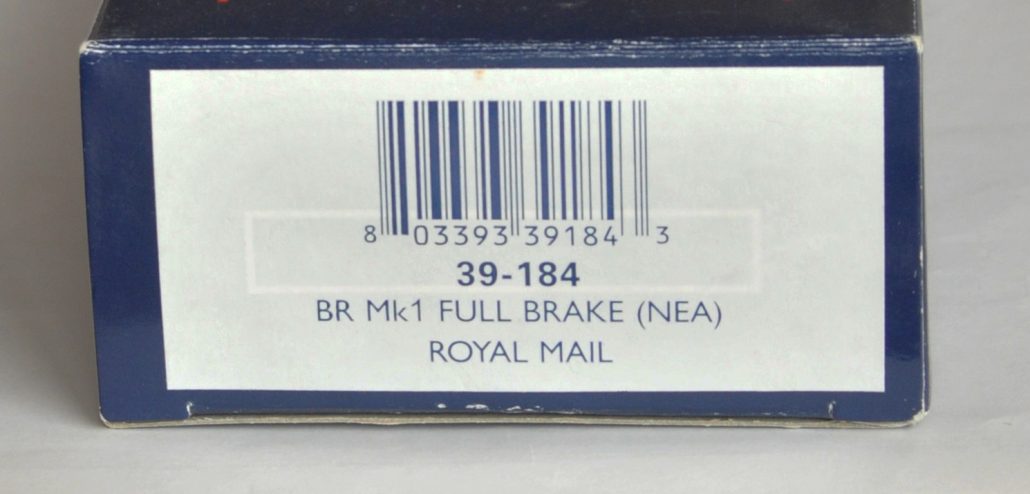 8 03393 39184 3
39-184
BR Mk1 FULL BRAKE (NEA)
ROYAL MAIL